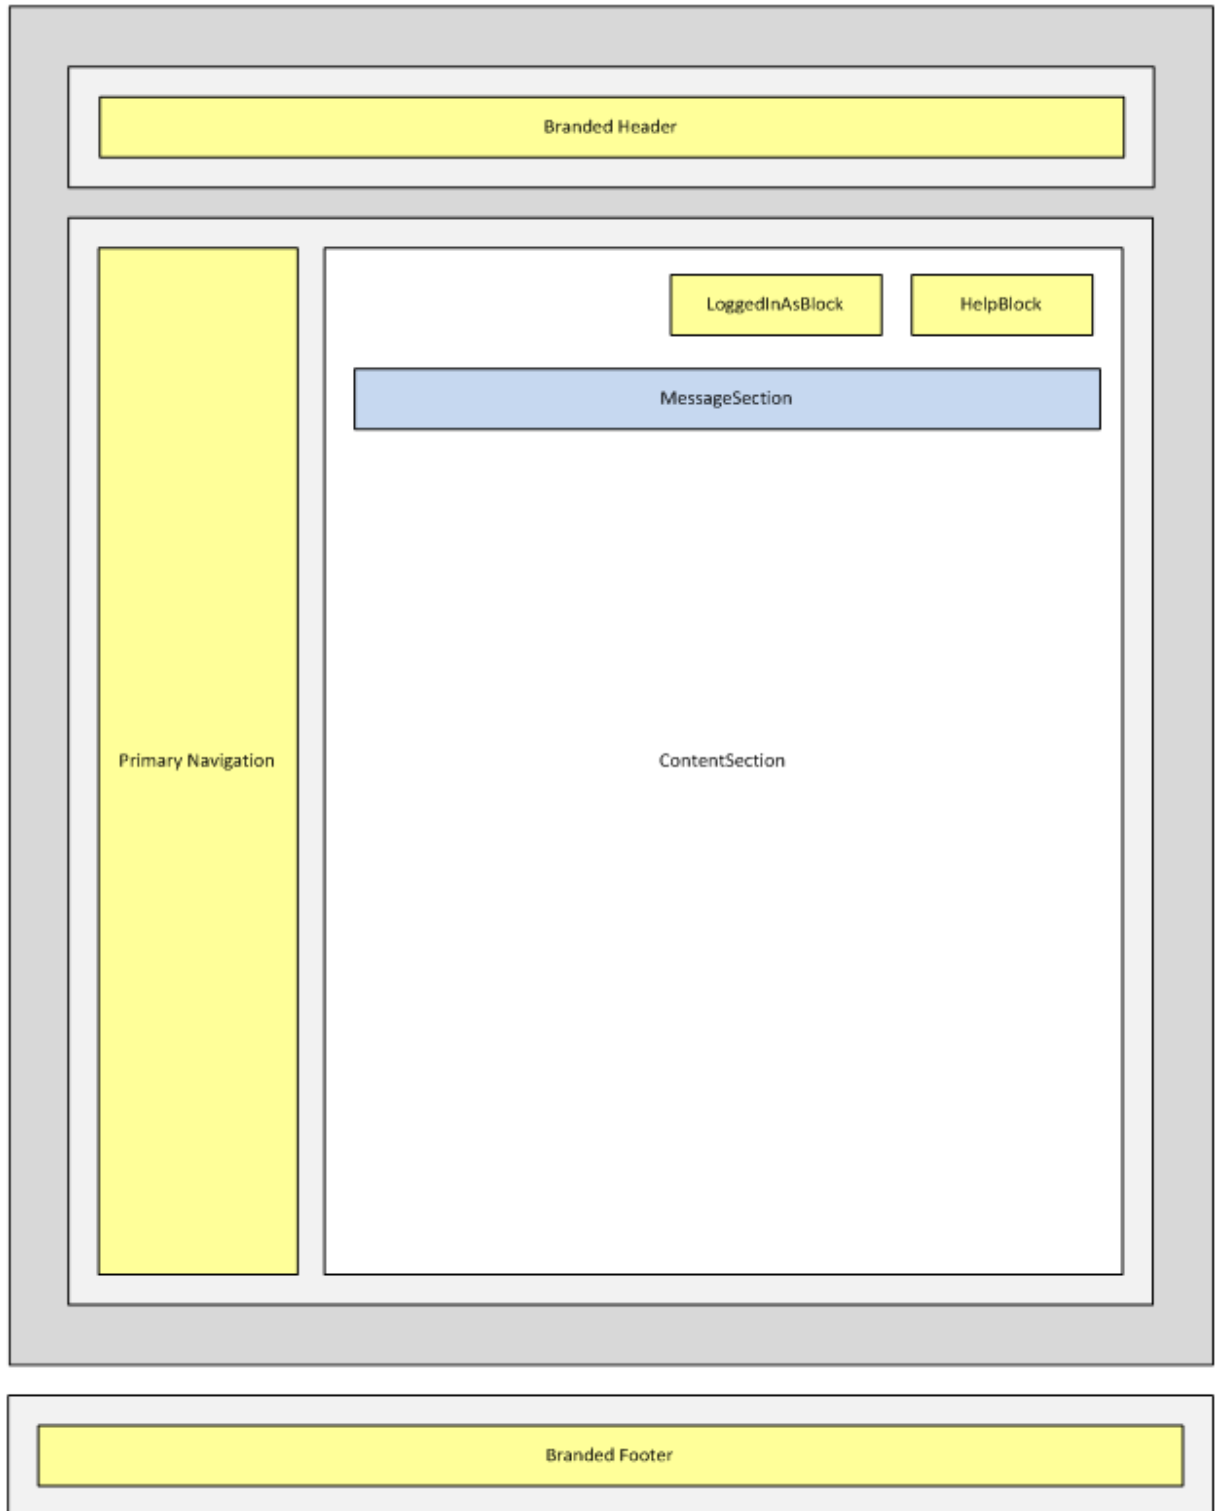 Branded Header
LoggedInAsBlock
HelpBlock
MessageSection
Primary Navigation
ContentSection
Branded Footer